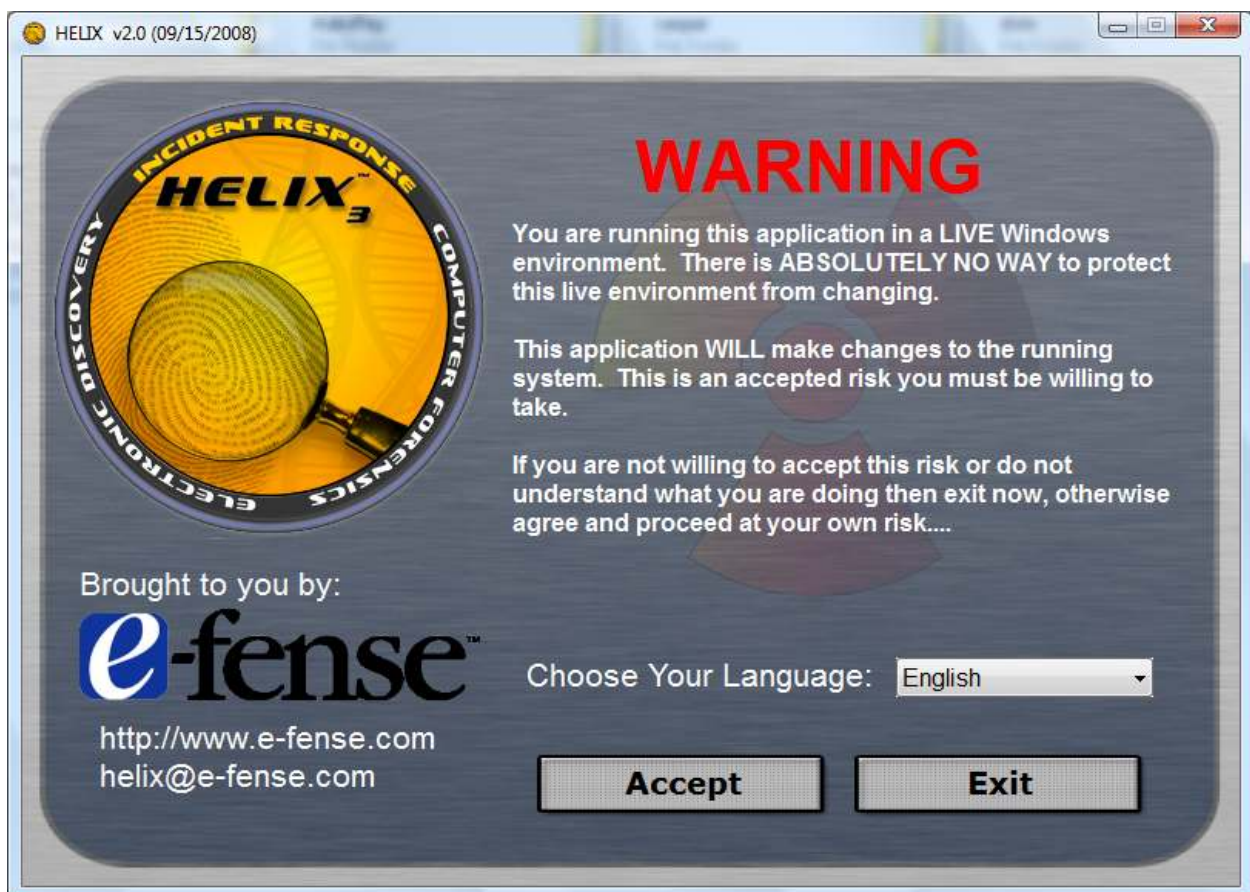 HELIX v2.0 (09/15/2008)
INCIDENT RESPONSE
COMPUTER FORENSICS
ELECTRONIC DISCOVERY
HELIX3™
WARNING
You are running this application in a LIVE Windows
environment. There is ABSOLUTELY NO WAY to protect
this live environment from changing.
This application WILL make changes to the running
system. This is an accepted risk you must be willing to
take.
If you are not willing to accept this risk or do not
understand what you are doing then exit now, otherwise
agree and proceed at your own risk....
Brought to you by:
e-fense™
http://www.e-fense.com
helix@e-fense.com
Choose Your Language: English
Accept
Exit